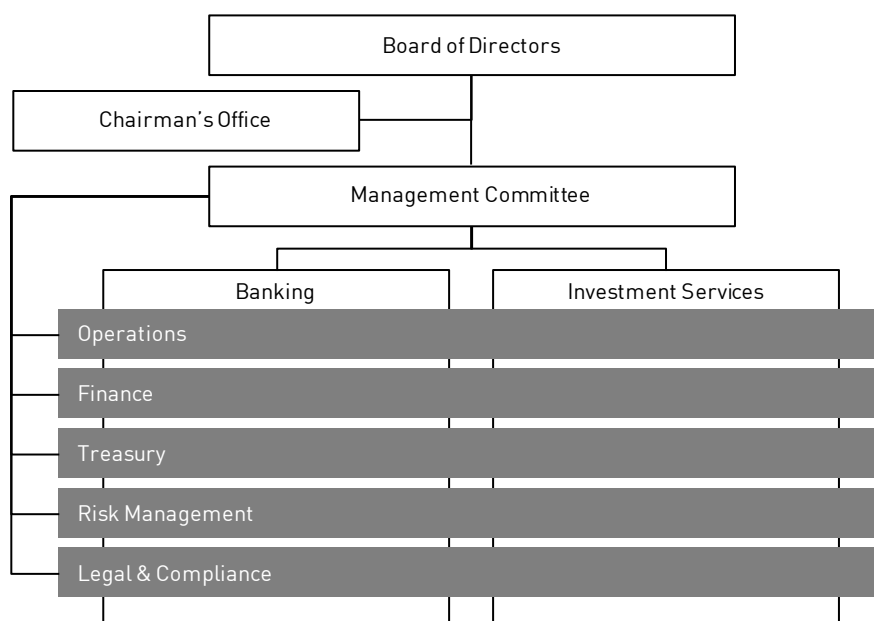 Board of Directors
Chairman’s Office
Management Committee
Banking
Investment Services
Operations
Finance
Treasury
Risk Management
Legal & Compliance